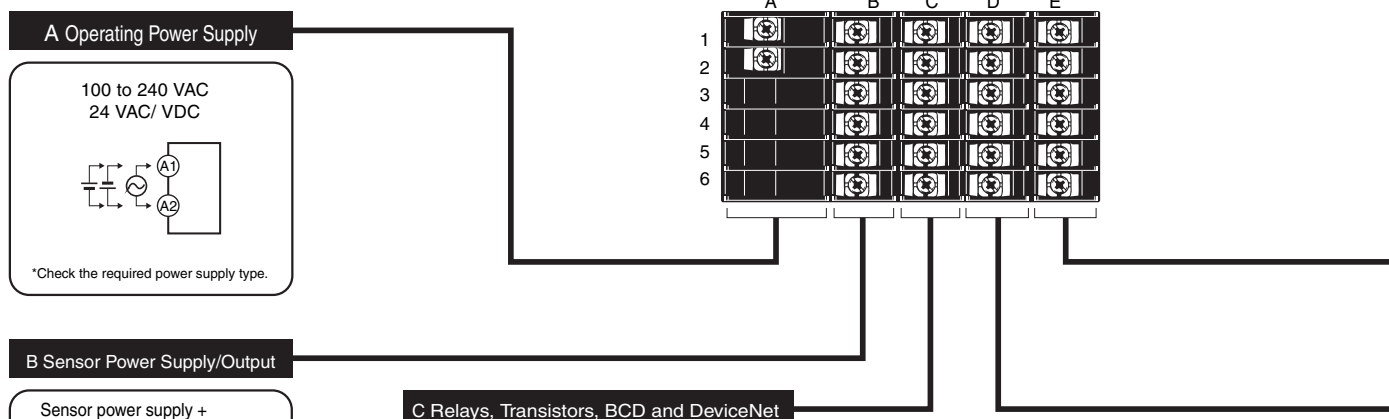 A B C D E
A Operating Power Supply
1
2
3
4
5
6
100 to 240 VAC
24 VAC/ VDC
A1
A2
*Check the required power supply type.
B Sensor Power Supply/Output
Sensor power supply +
C Relays, Transistors, BCD and DeviceNet